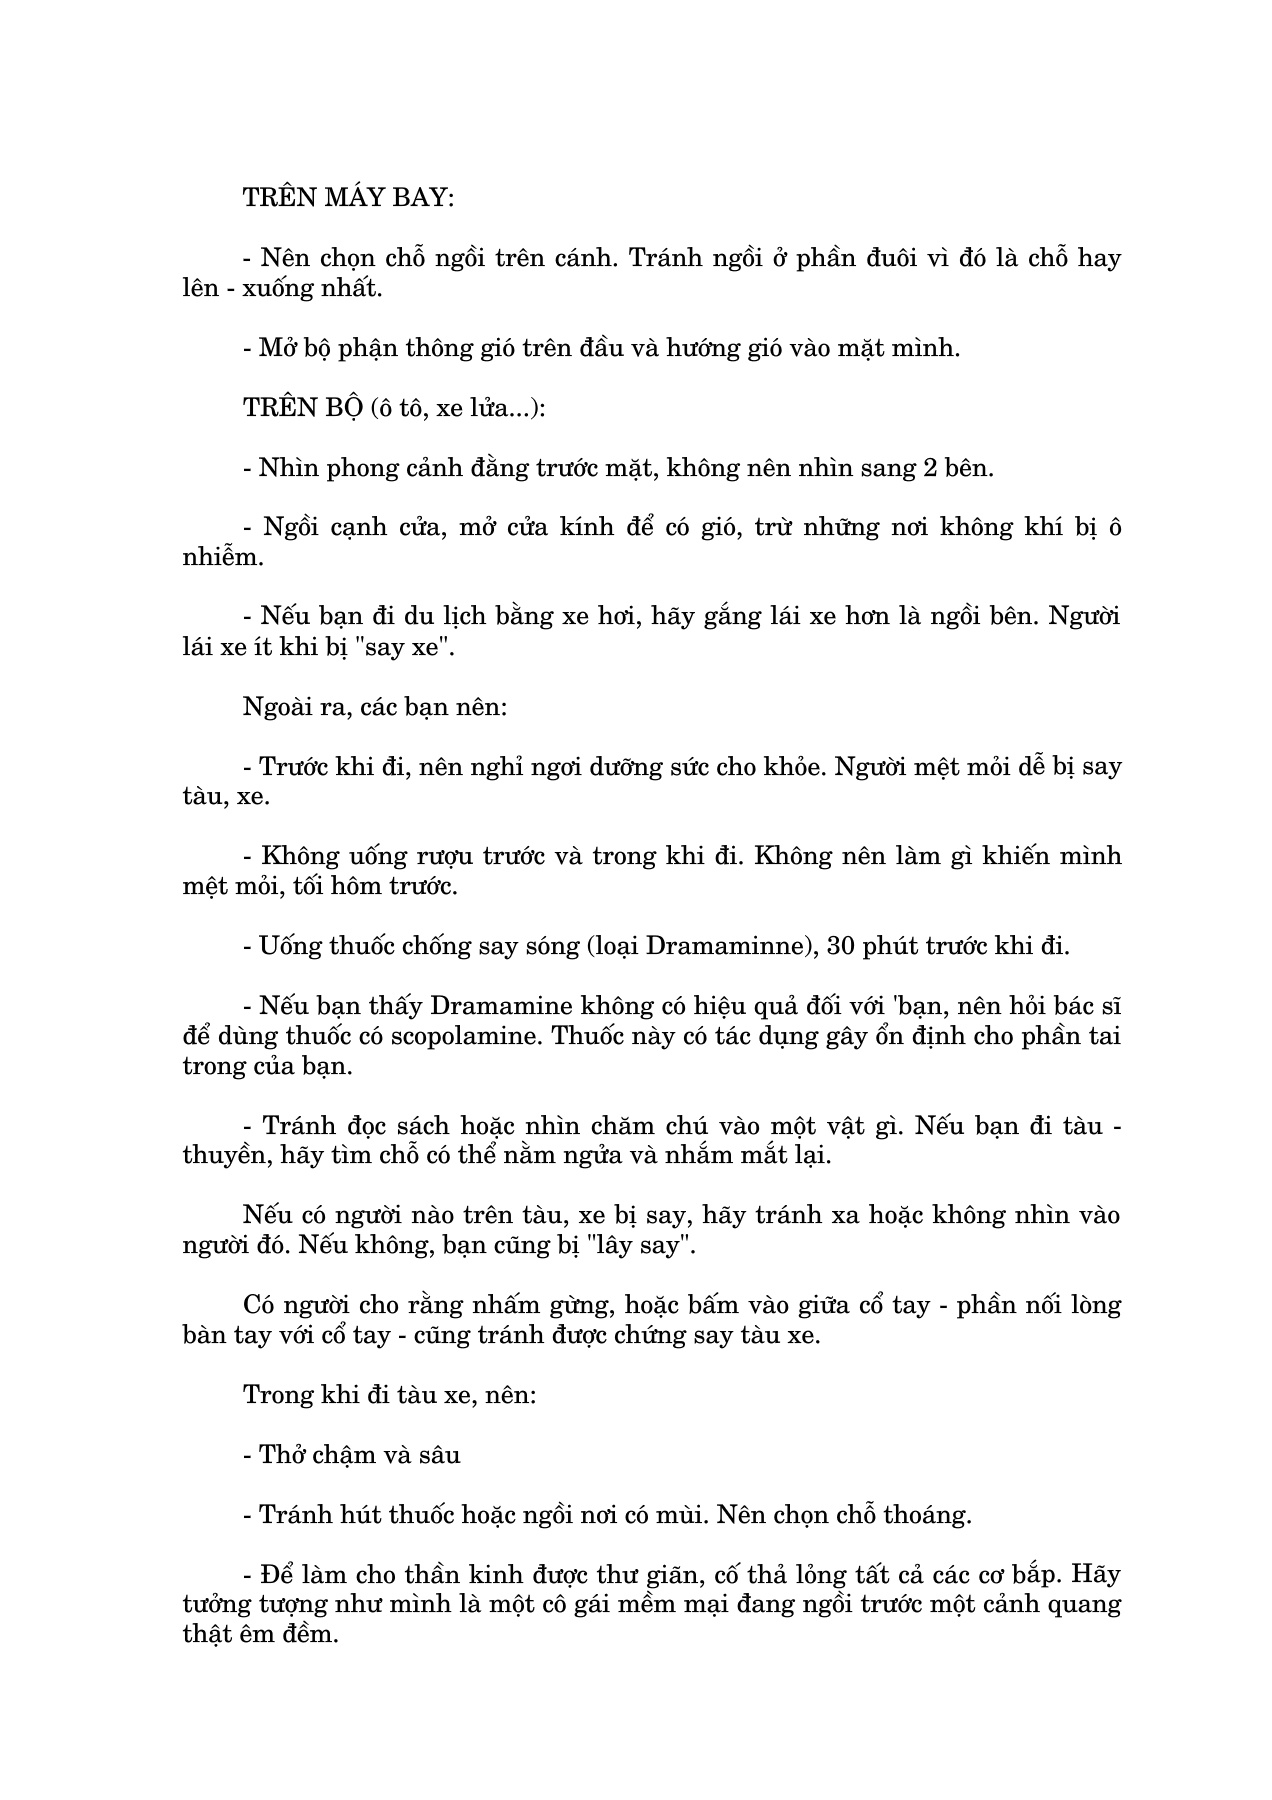 TRÊN MÁY BAY:
- Nên chọn chỗ ngồi trên cánh. Tránh ngồi ở phần đuôi vì đó là chỗ hay
lên - xuống nhất.
- Mở bộ phận thông gió trên đầu và hướng gió vào mặt mình.
TRÊN BỘ (ô tô, xe lửa...):
- Nhìn phong cảnh đằng trước mặt, không nên nhìn sang 2 bên.
- Ngồi cạnh cửa, mở cửa kính để có gió, trừ những nơi không khí bị ô
nhiễm.
- Nếu bạn đi du lịch bằng xe hơi, hãy gắng lái xe hơn là ngồi bên. Người
lái xe ít khi bị "say xe".
Ngoài ra, các bạn nên:
- Trước khi đi, nên nghỉ ngơi dưỡng sức cho khỏe. Người mệt mỏi dễ bị say
tàu, xe.
- Không uống rượu trước và trong khi đi. Không nên làm gì khiến mình
mệt mỏi, tối hôm trước.
- Uống thuốc chống say sóng (loại Dramaminne), 30 phút trước khi đi.
- Nếu bạn thấy Dramamine không có hiệu quả đối với 'bạn, nên hỏi bác sĩ
để dùng thuốc có scopolamine. Thuốc này có tác dụng gây ổn định cho phần tai
trong của bạn.
- Tránh đọc sách hoặc nhìn chăm chú vào một vật gì. Nếu bạn đi tàu -
thuyền, hãy tìm chỗ có thể nằm ngửa và nhắm mắt lại.
Nếu có người nào trên tàu, xe bị say, hãy tránh xa hoặc không nhìn vào
người đó. Nếu không, bạn cũng bị "lây say".
Có người cho rằng nhấm gừng, hoặc bấm vào giữa cổ tay - phần nối lòng
bàn tay với cổ tay - cũng tránh được chứng say tàu xe.
Trong khi đi tàu xe, nên:
- Thở chậm và sâu
- Tránh hút thuốc hoặc ngồi nơi có mùi. Nên chọn chỗ thoáng.
- Để làm cho thần kinh được thư giãn, cố thả lỏng tất cả các cơ bắp. Hãy
tưởng tượng như mình là một cô gái mềm mại đang ngồi trước một cảnh quang
thật êm đềm.